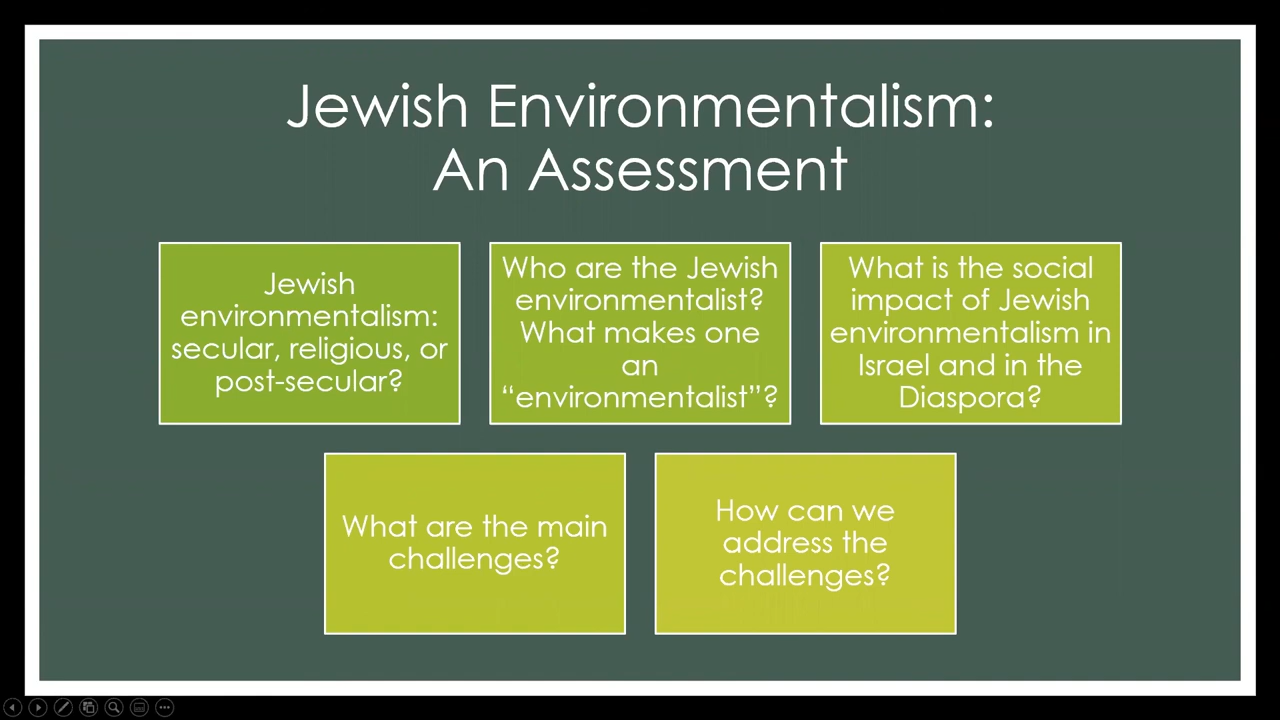 Jewish Environmentalism:
An Assessment
Jewish
environmentalism:
secular, religious, or
post-secular?
Who are the Jewish
environmentalist?
What makes one
an
“environmentalist”?
What is the social
impact of Jewish
environmentalism in
Israel and in the
Diaspora?
What are the main
challenges?
How can we
address the
challenges?